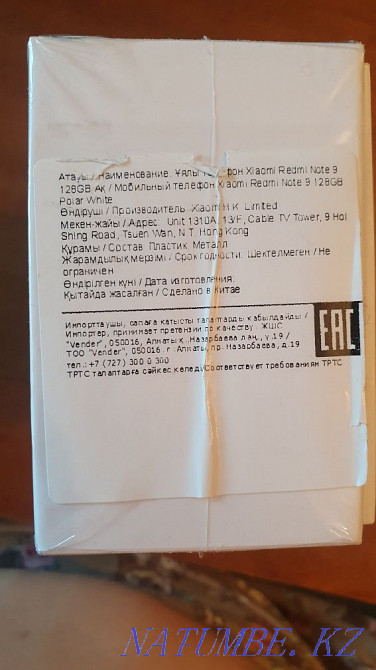 Атауы / Наименование: Ұялы телефон Xiaomi Redmi Note 9
128GB Ақ / Мобильный телефон Xiaomi Redmi Note 9 128GB
Polar White
Өндіруші / Производитель: Xiaomi H.K. Limited
Мекен-жайы / Адрес: Unit 1310A, 13/F, Cable TV Tower, 9 Hoi
Shing Road, Tsuen Wan, N.T. Hong Kong
Құрамы / Состав: Пластик. Металл
Жарамдылық мерзімі / Срок годности: Шектелмеген / Не
ограничен
Өндірілген күні / Дата изготовления:
Қытайда жасалған / Сделано в Китае
Импорттаушы, сапаға қатысты талаптарды қабылдайды /
Импортер, принимает претензии по качеству: ЖШС
"Vender", 050016, Алматы қ., Назарбаева даң., ү.19 /
ТОО "Vender", 050016, г. Алматы, пр. Назарбаева, д.19
тел.: +7 (727) 300 0 300
ТРТС талаптарға сәйкес келеді/Соответствует требованиям ТРТС
EAC
NATUMBE.KZ